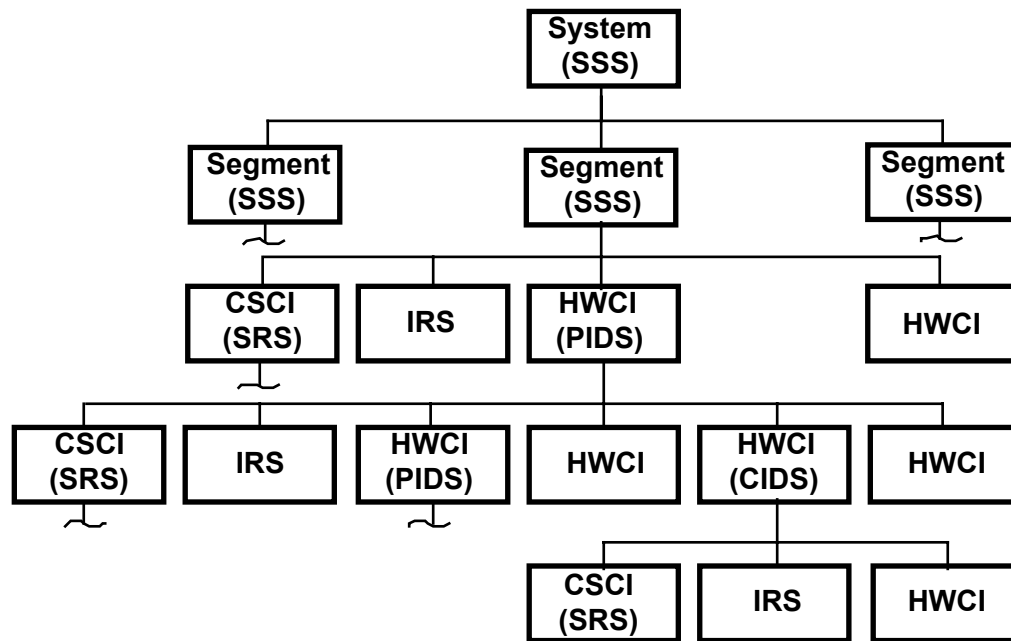 System
(SSS)
Segment
(SSS)
Segment
(SSS)
Segment
(SSS)
CSCI
(SRS)
IRS
HWCI
(PIDS)
HWCI
CSCI
(SRS)
IRS
HWCI
(PIDS)
HWCI
HWCI
(CIDS)
HWCI
CSCI
(SRS)
IRS
HWCI